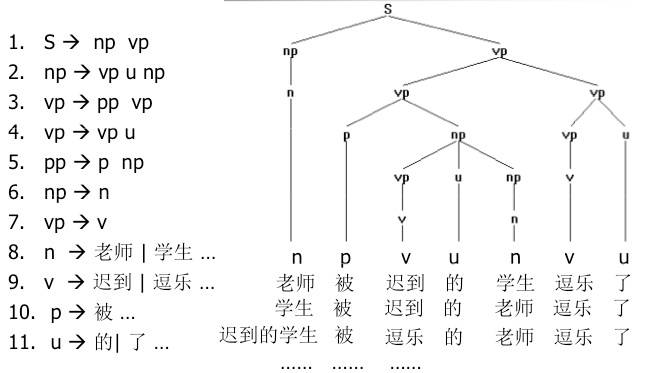 1. S → np vp
2. np → vp u np
3. vp → pp vp
4. vp → vp u
5. pp → p np
6. np → n
7. vp → v
8. n → 老师 | 学生 ...
9. v → 迟到 | 逗乐 ...
10. p → 被 ...
11. u → 的| 了 ...
S
np vp
n vp vp
p np vp u
vp u np v
v n
n p v u n v u
老师 被 迟到 的 学生 逗乐 了
学生 被 迟到 的 老师 逗乐 了
迟到的学生 被 逗乐 的 老师 逗乐 了
...... ...... ......